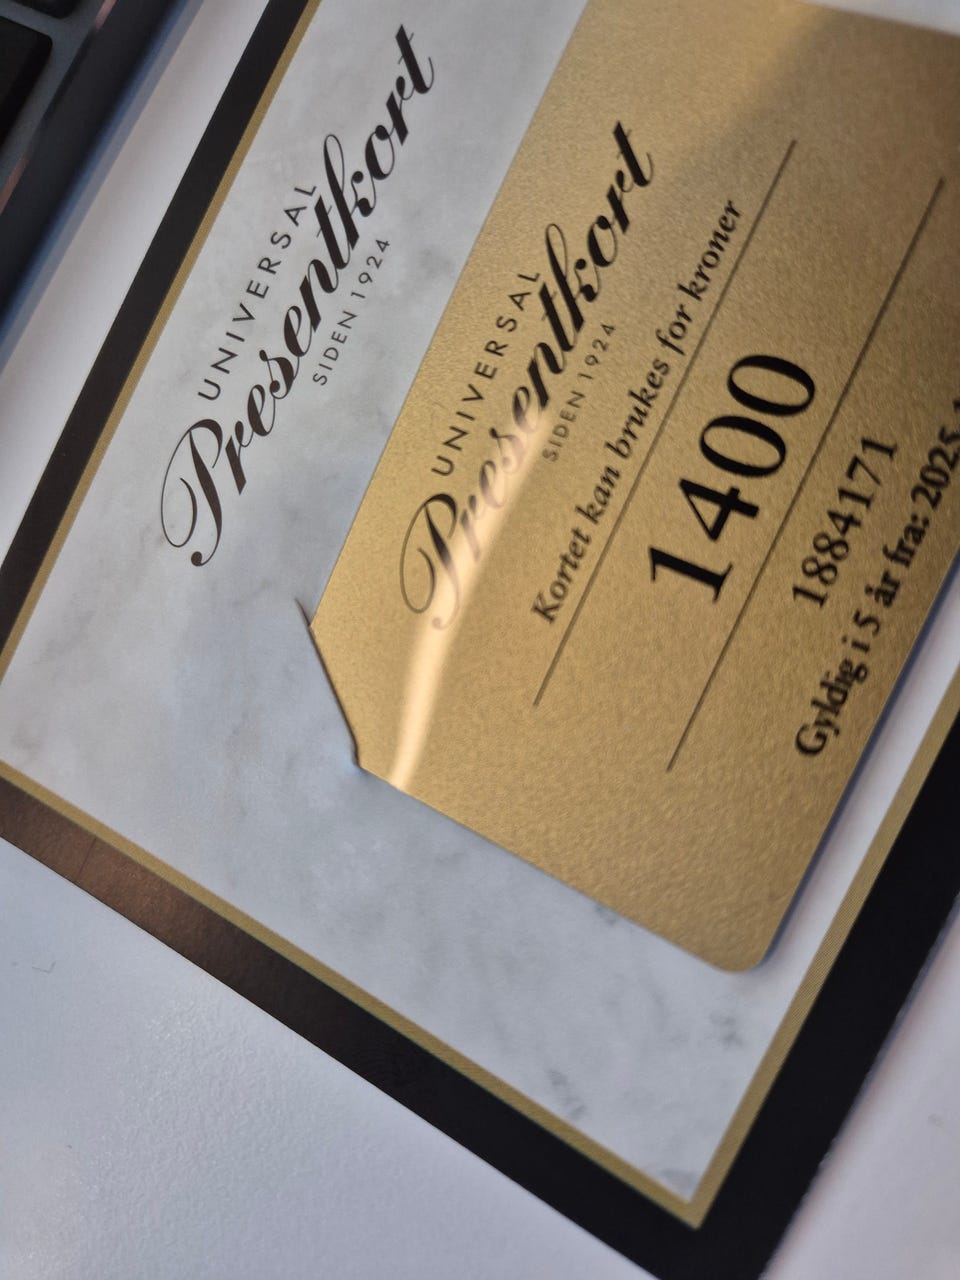 UNIVERSAL
Presentkort
SIDEN 1924
UNIVERSAL
Presentkort
SIDEN 1924
Kortet kan brukes for kroner
1400
1884171
Gyldig i 5 år fra: 2025.